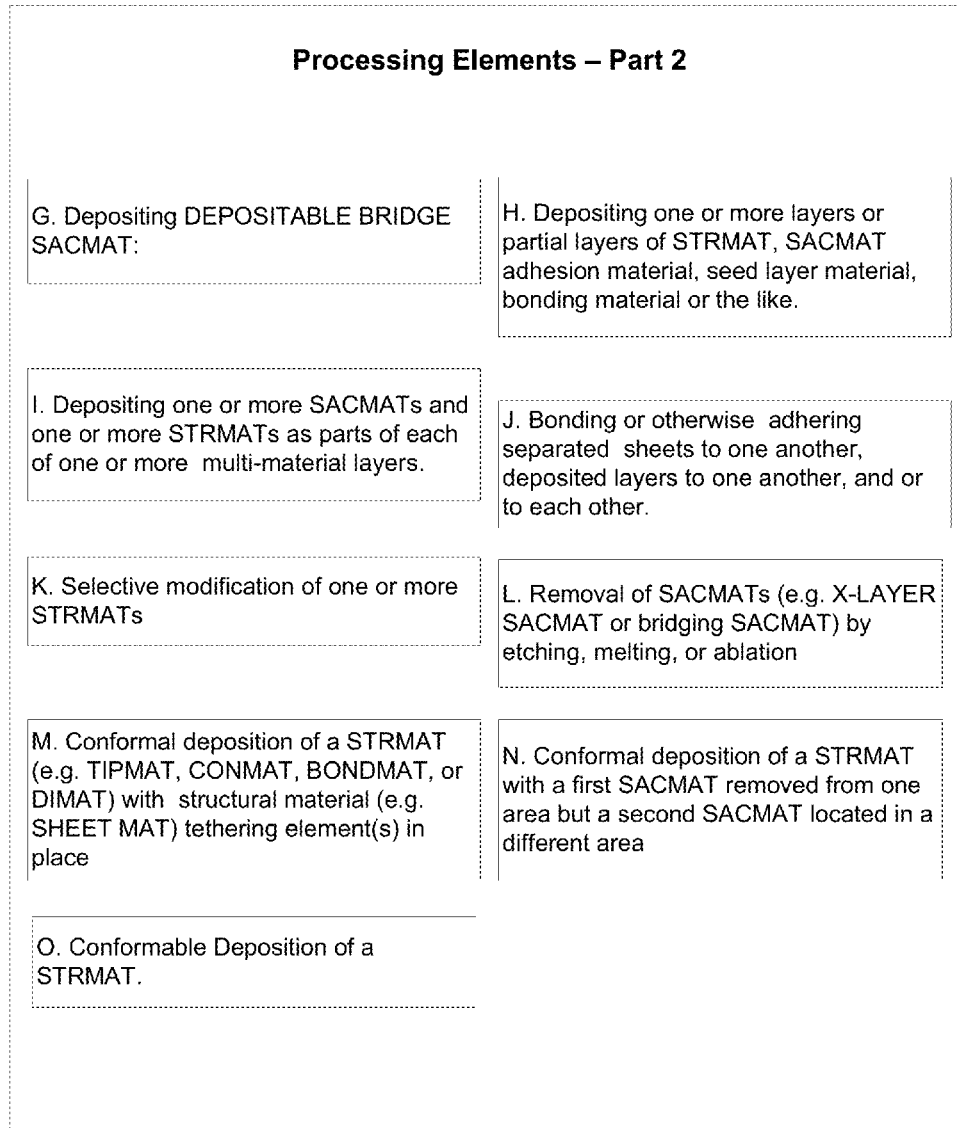 Processing Elements – Part 2
G. Depositing DEPOSITABLE BRIDGE
SACMAT:
H. Depositing one or more layers or
partial layers of STRMAT, SACMAT
adhesion material, seed layer material,
bonding material or the like.
I. Depositing one or more SACMATs and
one or more STRMATs as parts of each
of one or more multi-material layers.
J. Bonding or otherwise adhering
separated sheets to one another,
deposited layers to one another, and or
to each other.
K. Selective modification of one or more
STRMATs
L. Removal of SACMATs (e.g. X-LAYER
SACMAT or bridging SACMAT) by
etching, melting, or ablation
M. Conformal deposition of a STRMAT
(e.g. TIPMAT, CONMAT, BONDMAT, or
DIMAT) with structural material (e.g.
SHEET MAT) tethering element(s) in
place
N. Conformal deposition of a STRMAT
with a first SACMAT removed from one
area but a second SACMAT located in a
different area
O. Conformable Deposition of a
STRMAT.